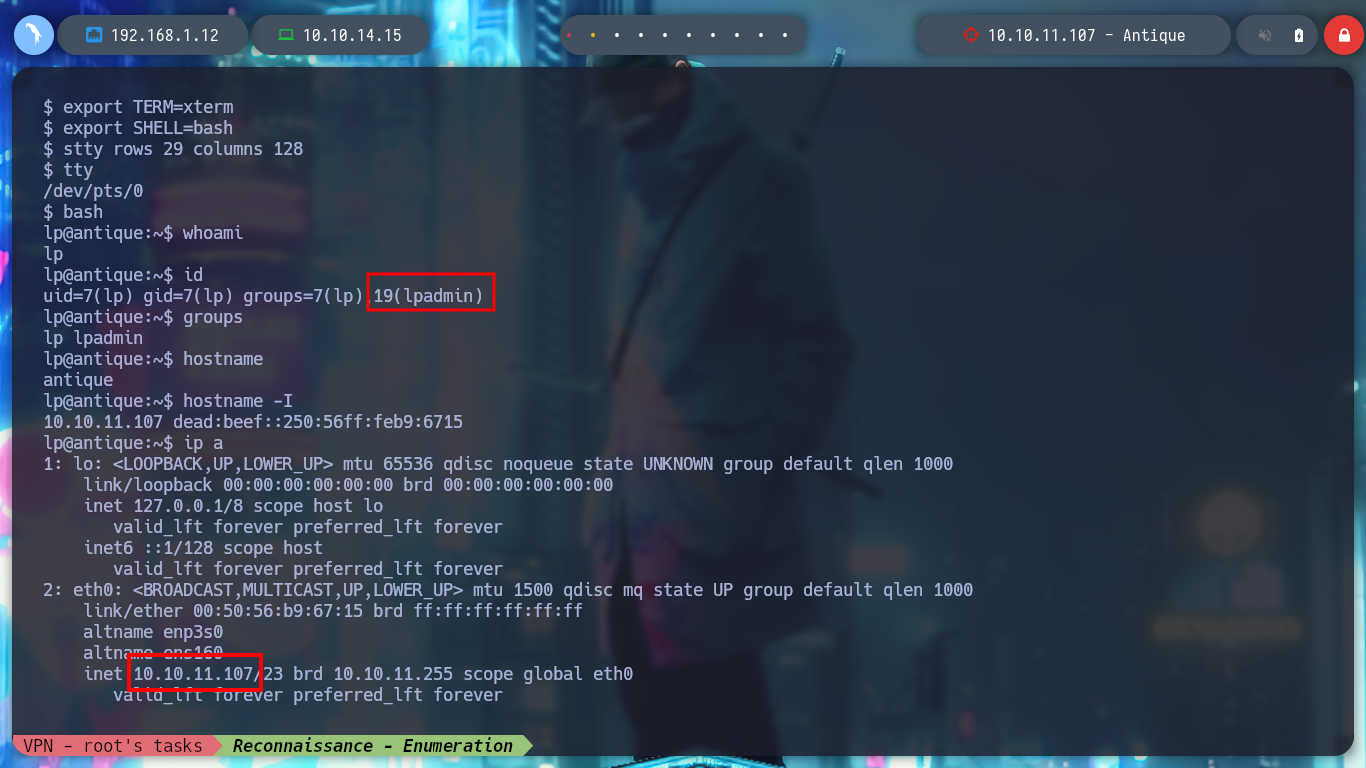 192.168.1.12 10.10.14.15 10.10.11.107 - Antique
$ export TERM=xterm
$ export SHELL=bash
$ stty rows 29 columns 128
$ tty
/dev/pts/0
$ bash
lp@antique:~$ whoami
lp
lp@antique:~$ id
uid=7(lp) gid=7(lp) groups=7(lp),19(lpadmin)
lp@antique:~$ groups
lp lpadmin
lp@antique:~$ hostname
antique
lp@antique:~$ hostname -I
10.10.11.107 dead:beef::250:56ff:feb9:6715
lp@antique:~$ ip a
1: lo: <LOOPBACK,UP,LOWER_UP> mtu 65536 qdisc noqueue state UNKNOWN group default qlen 1000
    link/loopback 00:00:00:00:00:00 brd 00:00:00:00:00:00
    inet 127.0.0.1/8 scope host lo
       valid_lft forever preferred_lft forever
    inet6 ::1/128 scope host
       valid_lft forever preferred_lft forever
2: eth0: <BROADCAST,MULTICAST,UP,LOWER_UP> mtu 1500 qdisc mq state UP group default qlen 1000
    link/ether 00:50:56:b9:67:15 brd ff:ff:ff:ff:ff:ff
    altname enp3s0
    altname ens160
    inet 10.10.11.107/23 brd 10.10.11.255 scope global eth0
       valid_lft forever preferred_lft forever
VPN - root's tasks Reconnaissance - Enumeration